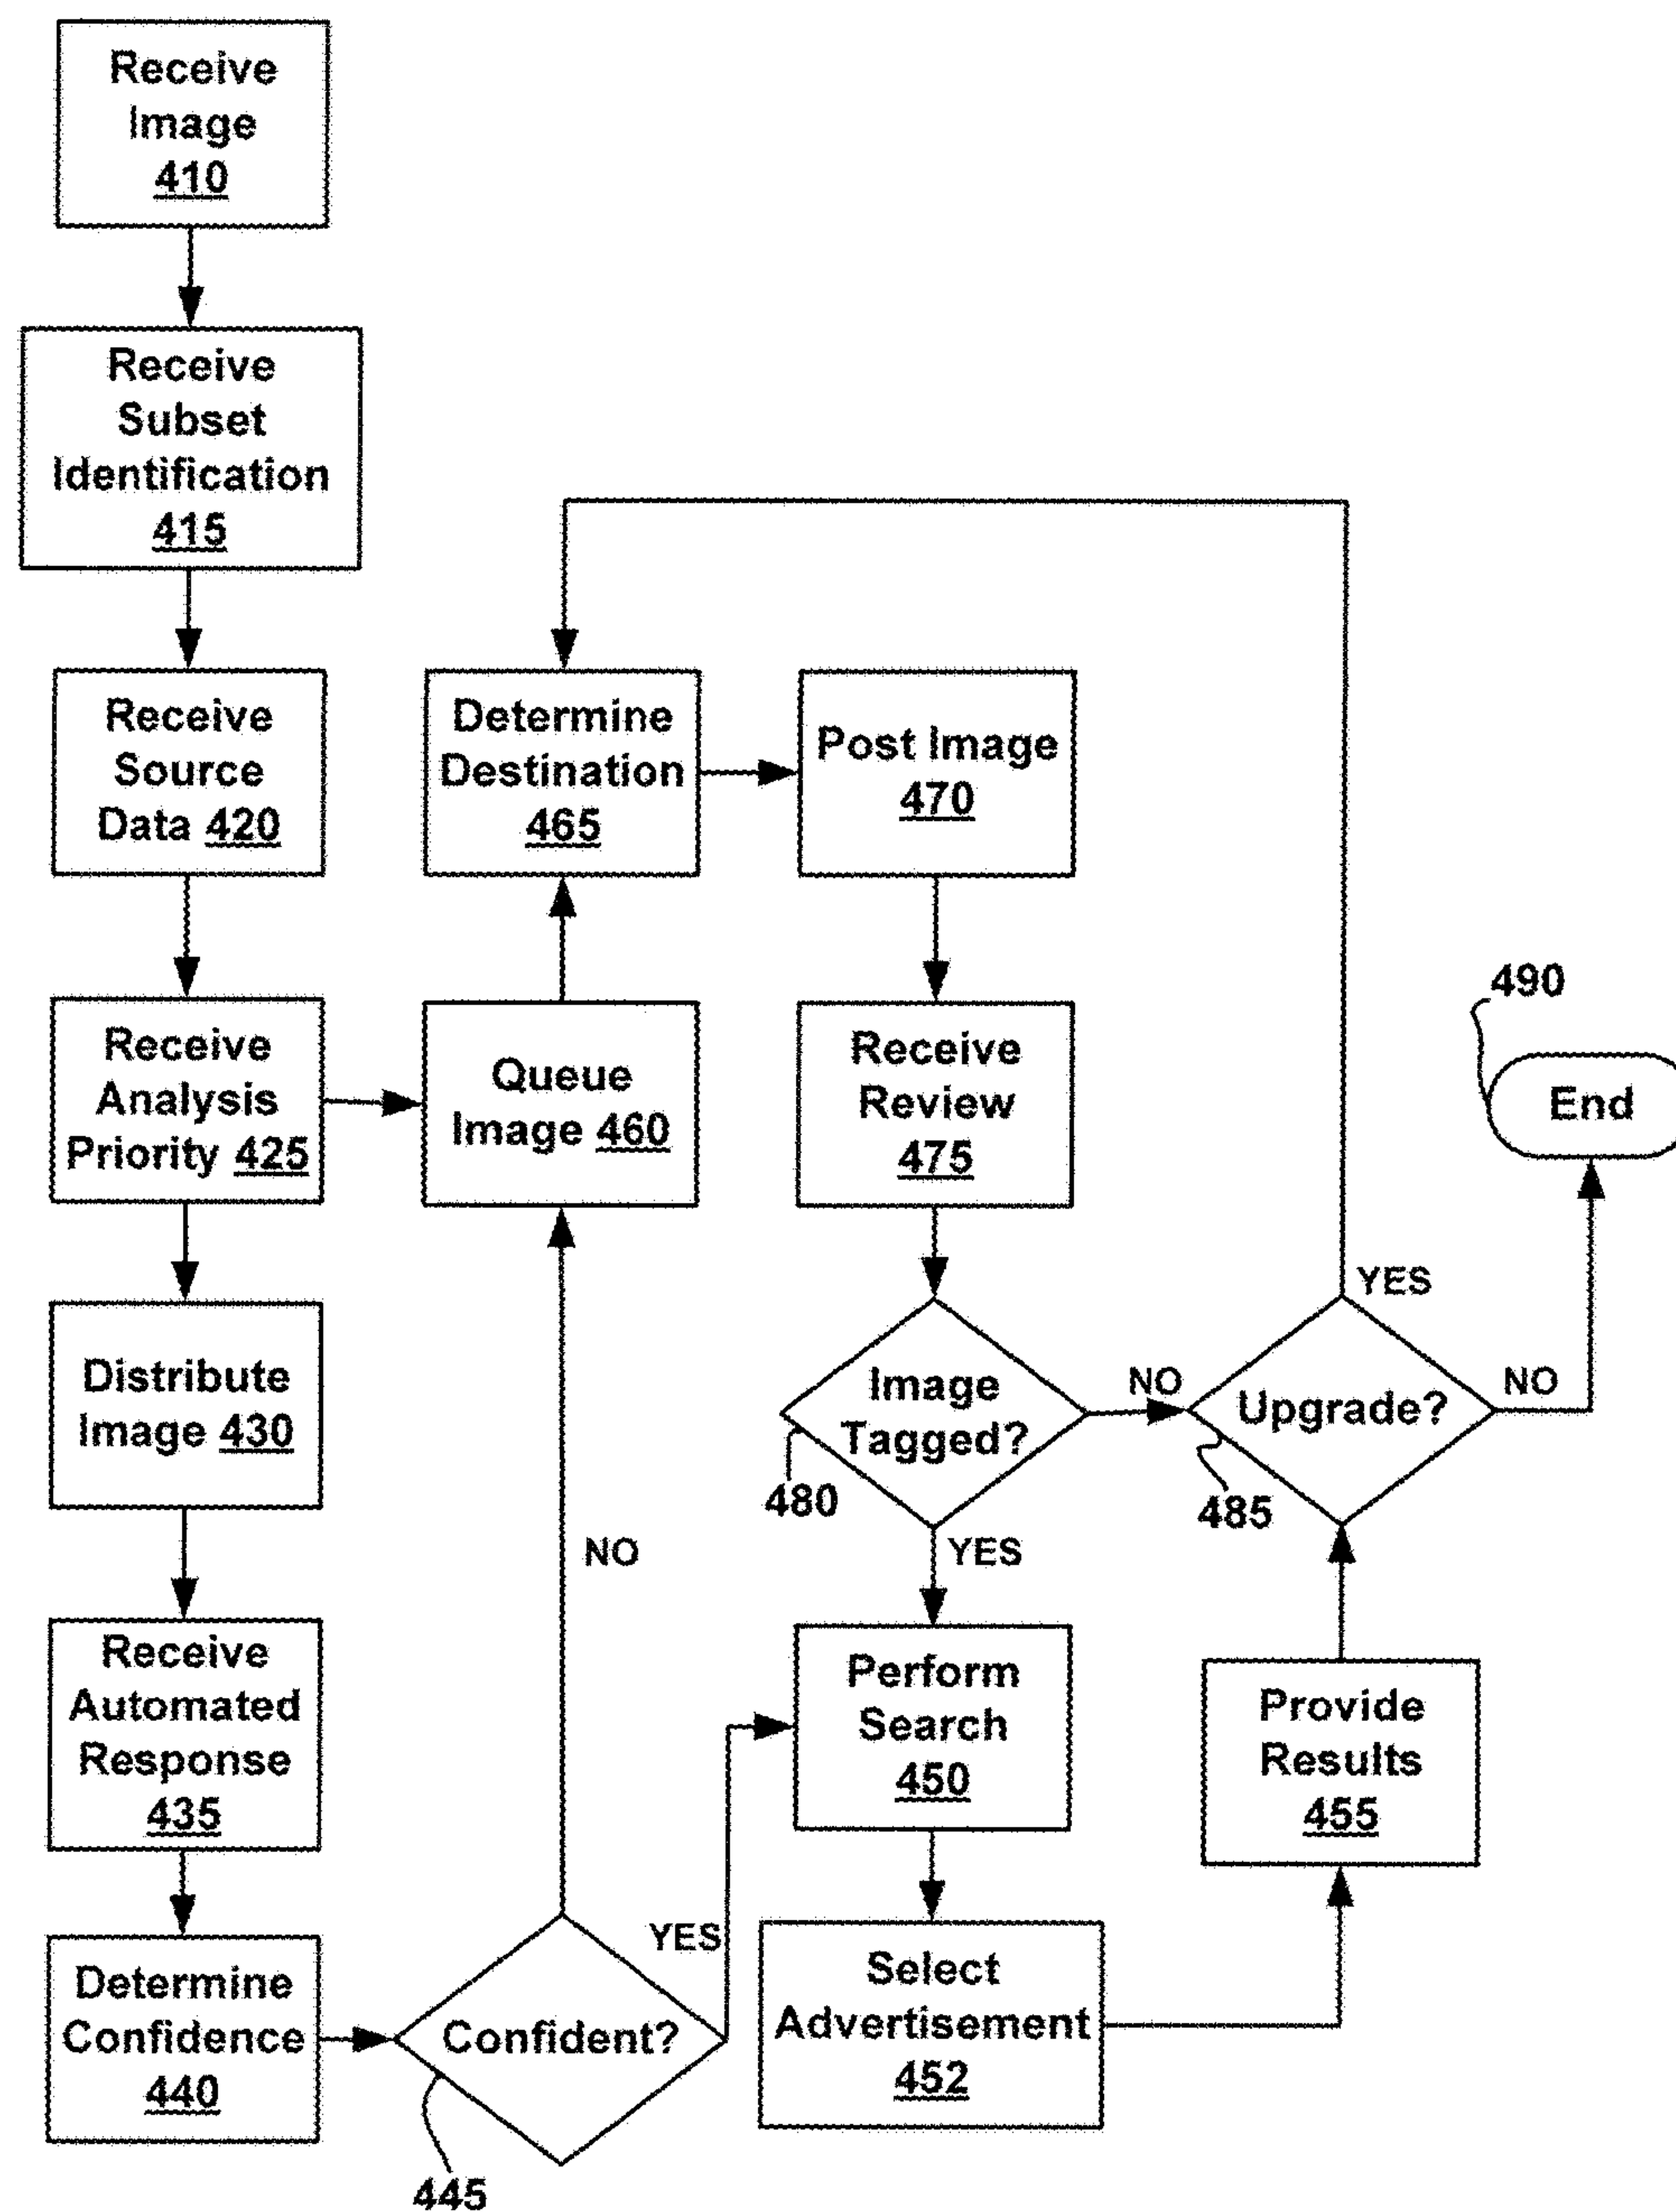 Receive
Image
410
Receive
Subset
Identification
415
Receive
Source
Data 420
Receive
Analysis
Priority 425
Distribute
Image 430
Receive
Automated
Response
435
Determine
Confidence
440
Confident?
445
NO
YES
Queue
Image 460
Determine
Destination
465
Post Image
470
Receive
Review
475
Image
Tagged?
480
NO
YES
Perform
Search
450
Select
Advertisement
452
Provide
Results
455
Upgrade?
485
YES
NO
490
End